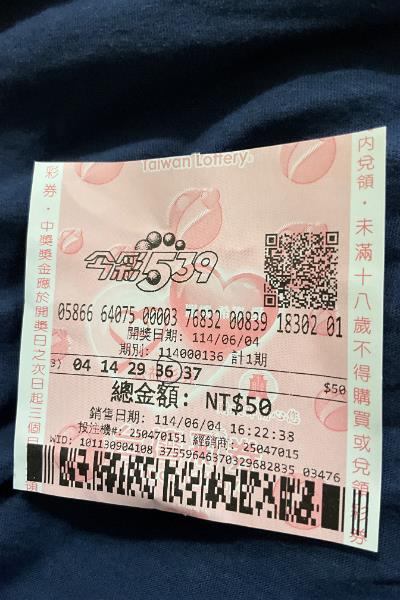 Taiwan Lottery
今彩539
05866 64075 00003 76832 00839 18302 01
開獎日期: 114/06/04
期別: 114000136 計1期
04 14 29 36 37
$50
總金額: NT$50
銷售日期: 114/06/04 16:22:38
投注機#: 250470151 經銷商: 25047015
WID: 101130904108 37559646370329682835 03476
彩券‧中獎獎金應於開獎日之次日起三個月
內兌領‧未滿十八歲不得購買或兌領彩券